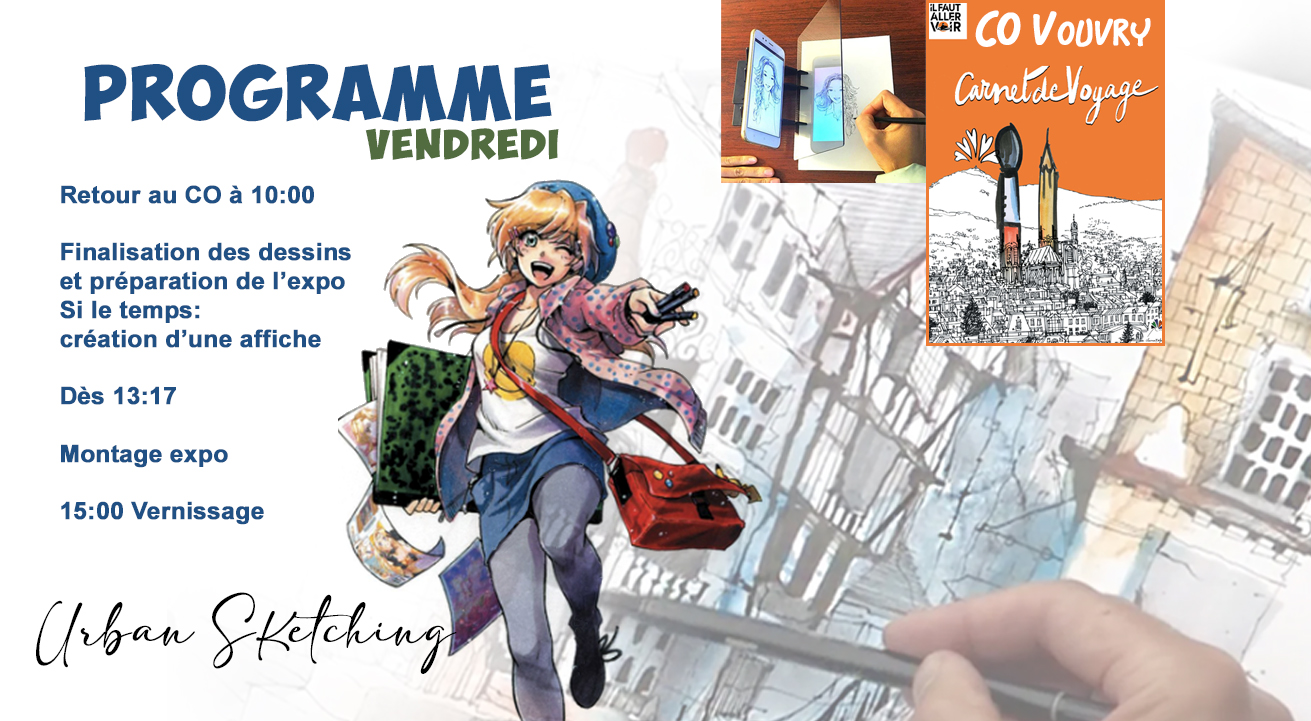 PROGRAMME
VENDREDI
Retour au CO à 10:00
Finalisation des dessins
et préparation de l’expo
Si le temps:
création d’une affiche
Dès 13:17
Montage expo
15:00 Vernissage
Urban Sketching
iL FAUT
ALLER
VOiR
CO VOUVRY
Carnet de Voyage